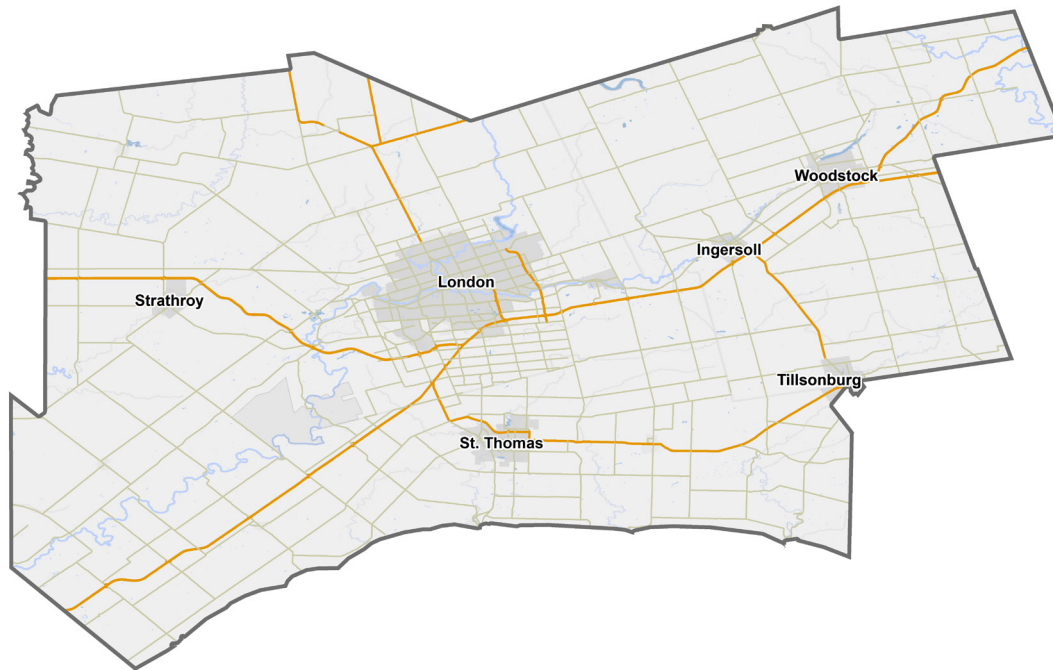 Woodstock
Ingersoll
London
Strathroy
Tillsonburg
St. Thomas